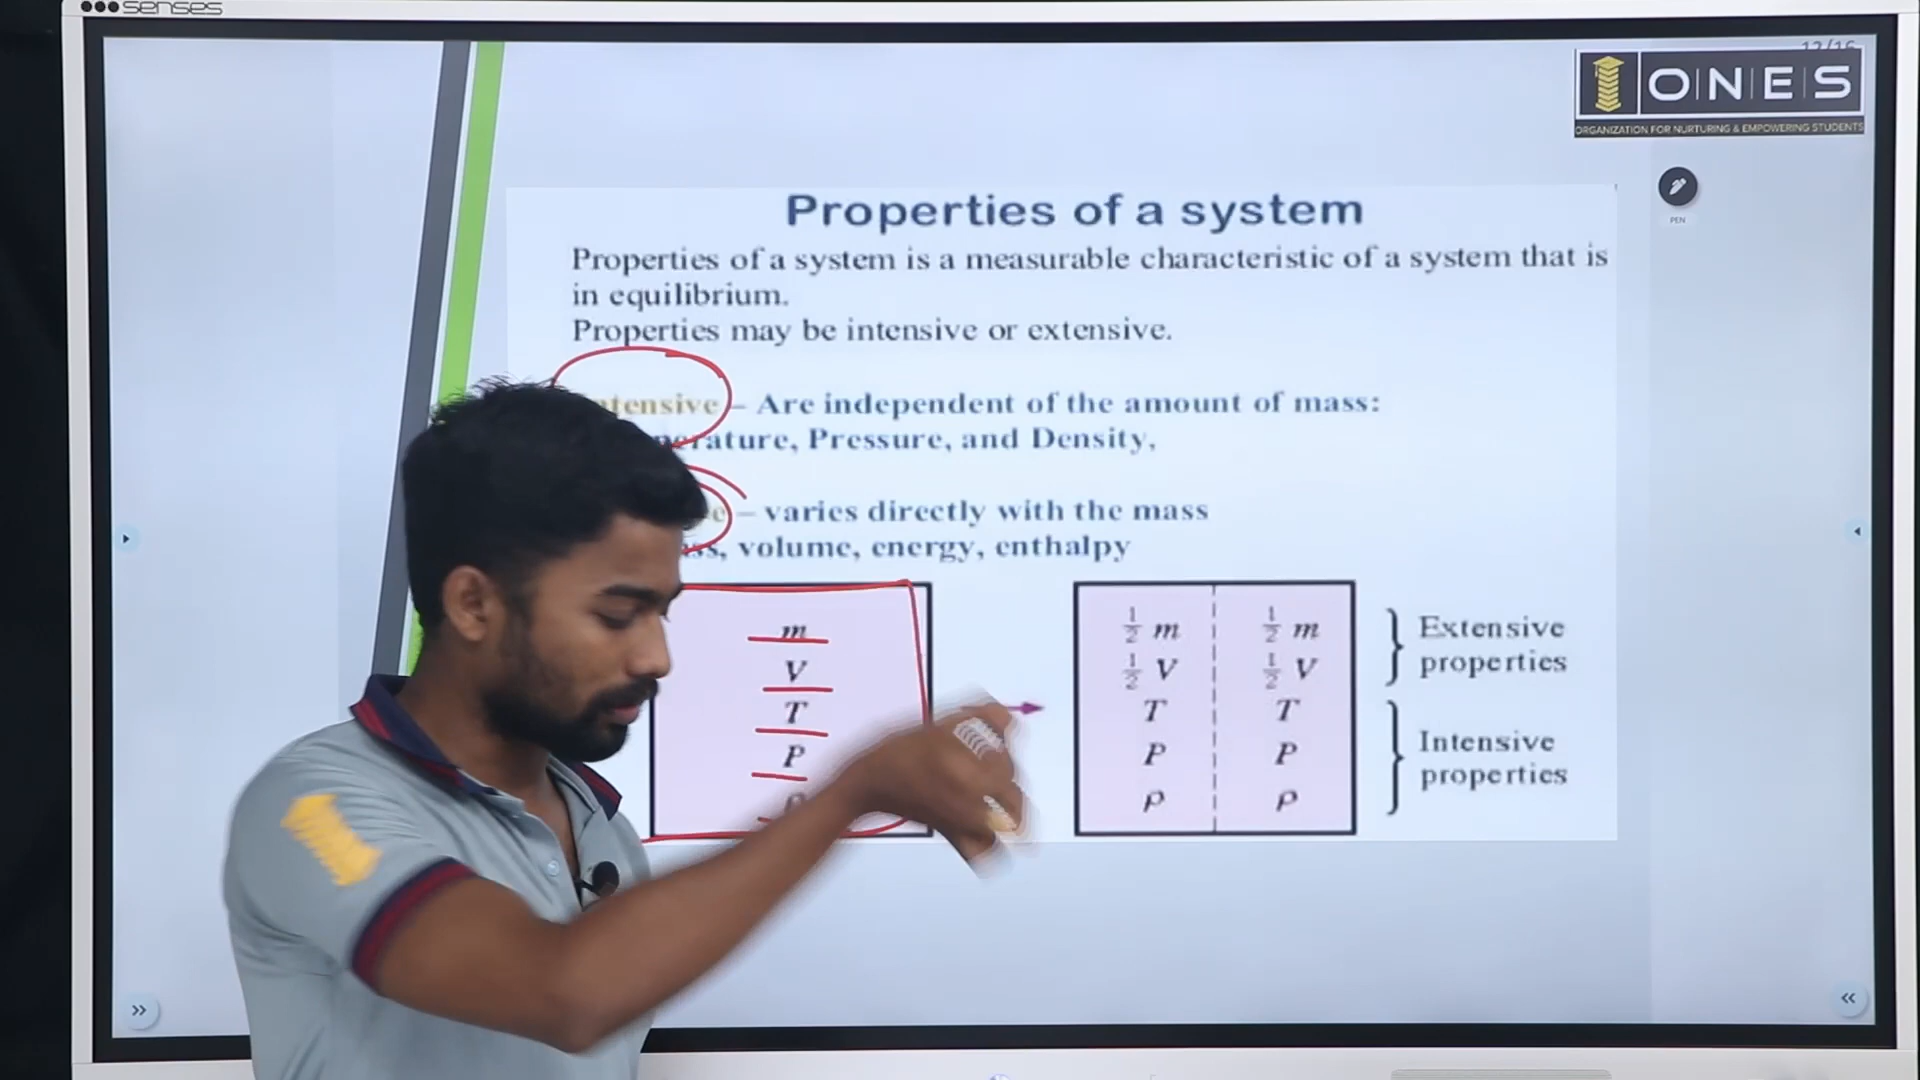 senses
12/16
ONES
ORGANIZATION FOR NURTURING & EMPOWERING STUDENTS
PEN
Properties of a system
Properties of a system is a measurable characteristic of a system that is
in equilibrium.
Properties may be intensive or extensive.
– Are independent of the amount of mass:
Pressure, and Density,
– varies directly with the mass
volume, energy, enthalpy
m
V
T
P
ρ
1/2 m 1/2 m
1/2 V 1/2 V
T T
P P
ρ ρ
Extensive
properties
Intensive
properties